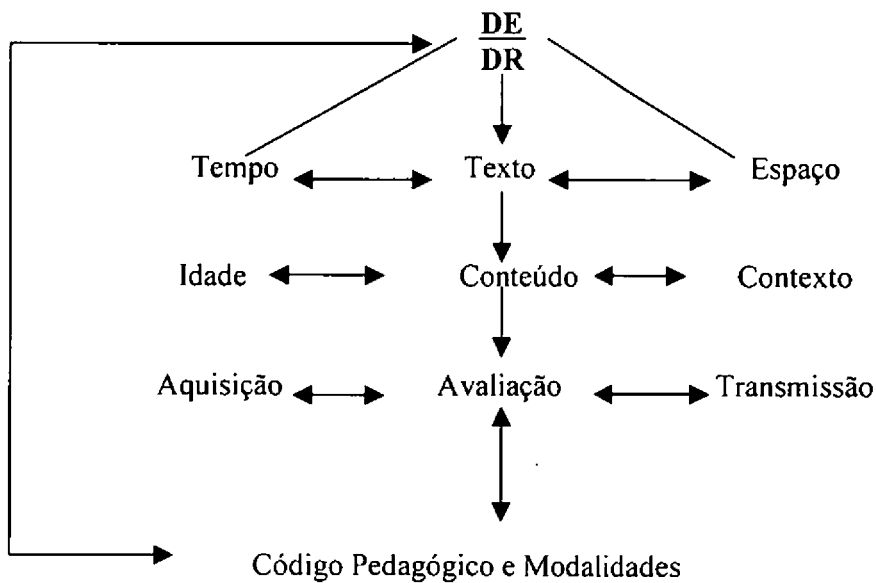 DE
DR
Tempo Texto Espaço
Idade Conteúdo Contexto
Aquisição Avaliação Transmissão
Código Pedagógico e Modalidades